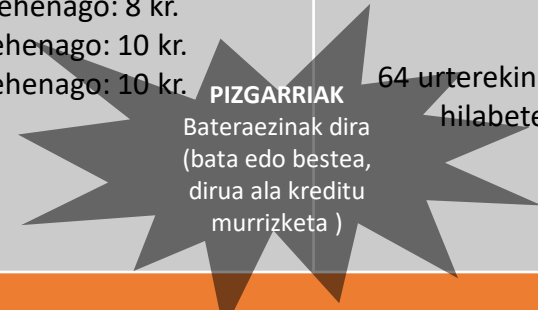 ehenago: 8 kr.
ehenago: 10 kr.
ehenago: 10 kr.
PIZGARRIAK
Bateraezinak dira
(bata edo bestea,
dirua ala kreditu
murrizketa )
64 urterekin
hilabete